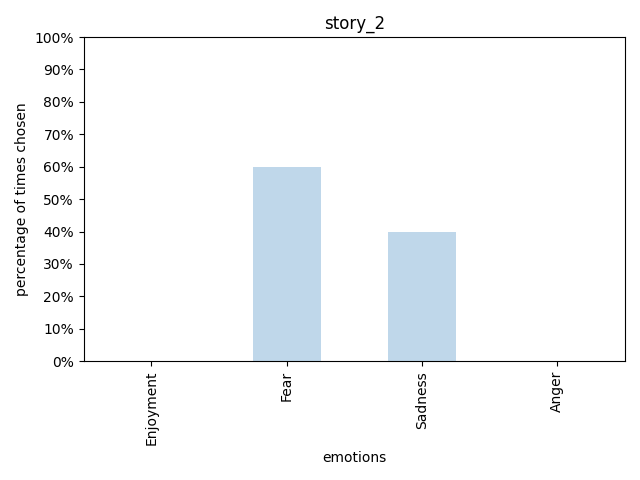 story_2
100%
90%
80%
70%
60%
50%
40%
30%
20%
10%
0%
percentage of times chosen
Enjoyment
Fear
Sadness
Anger
emotions